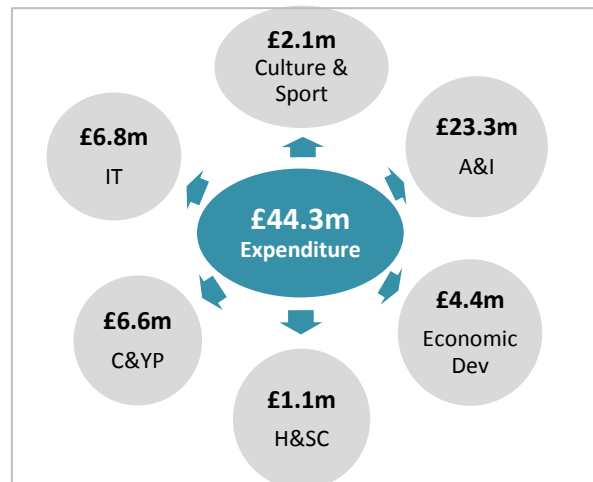 £2.1m
Culture &
Sport
£23.3m
A&I
£4.4m
Economic
Dev
£1.1m
H&SC
£6.6m
C&YP
£6.8m
IT
£44.3m
Expenditure